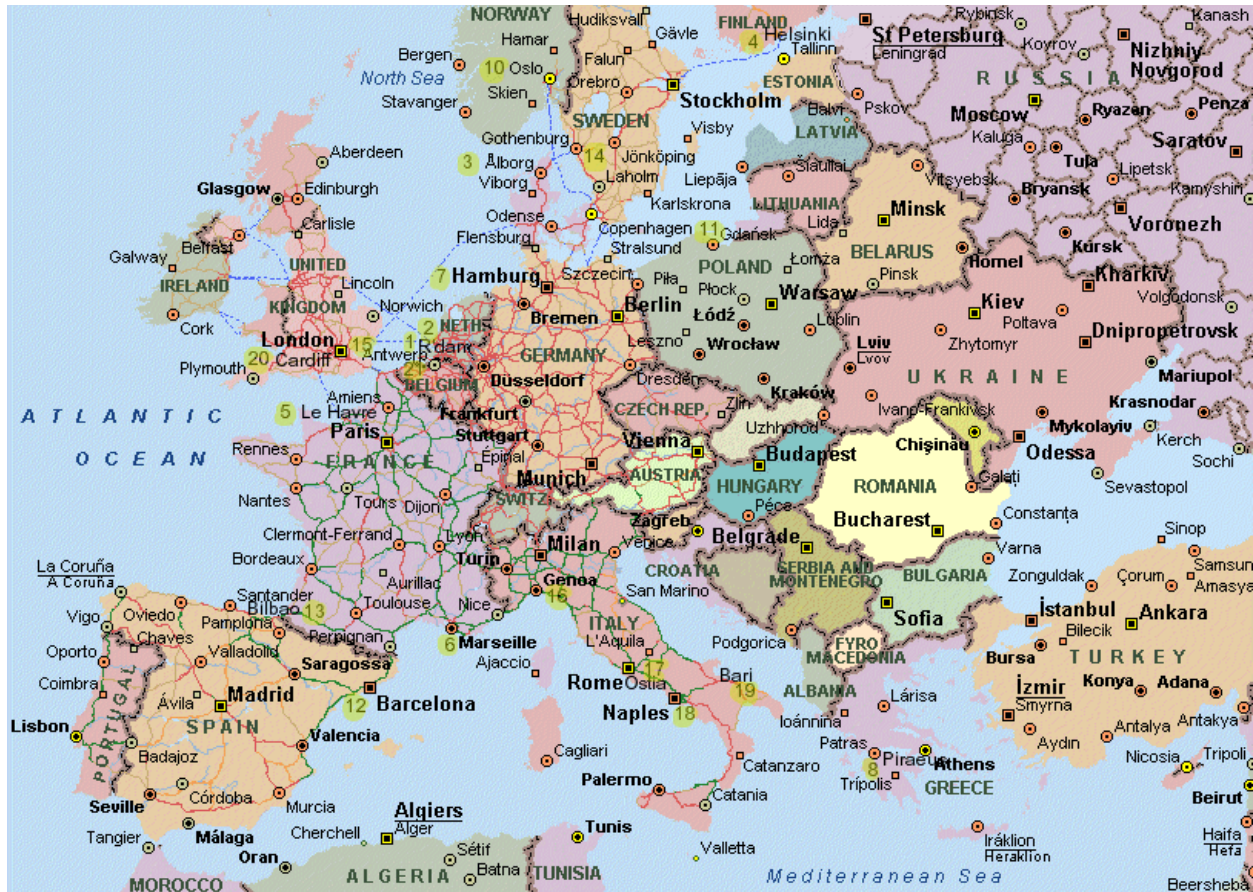 NORWAY
Hudiksvall
FINLAND
Rybinsk
Kanash
Bergen
Hamar
Gävle
4 Helsinki
St Petersburg
Leningrad
Kovrov
Nizhniy
Novgorod
North Sea
10 Oslo
Falun
Tallinn
ESTONIA
RUSSIA
Stavanger
Skien
Örebro
Stockholm
Pskov
Moscow
Ryazan
Penza
Balvi
SWEDEN
Visby
LATVIA
Kaluga
Saratov
Gothenburg
14
Jönköping
Aberdeen
3 Ålborg
Liepāja
Šiauliai
Vitsyebsk
Tula
Lipetsk
Viborg
Laholm
Glasgow
Edinburgh
Karlskrona
LITHUANIA
Bryansk
Kamyshin
Odense
Lida
Minsk
Voronezh
Carlisle
Copenhagen
11
Gdańsk
Belfast
Flensburg
Stralsund
BELARUS
Kursk
Galway
UNITED
7
Hamburg
Szczecin
POLAND
Łomża
Homel
Kharkiv
IRELAND
Lincoln
Piła
Pinsk
KINGDOM
Norwich
Płock
Warsaw
Kiev
Volgodonsk
Berlin
Bremen
Łódź
Poltava
Cork
2
NETHS
Lublin
Dnipropetrovsk
London
15
1
R'dam
Wrocław
Lviv
Lvov
Zhytomyr
20
Cardiff
Antwerb
GERMANY
Leszno
Plymouth
21
BELGIUM
Düsseldorf
Dresden
Kraków
UKRAINE
Mariupol
Amiens
ATLANTIC
OCEAN
5 Le Havre
Frankfurt
CZECH REP.
Zlín
Ivano-Frankivsk
Krasnodar
Paris
Stuttgart
Uzhhorod
Mykolayiv
Rennes
FRANCE
Épinal
Vienna
Chişinău
Kerch
Munich
AUSTRIA
Budapest
Odessa
Sochi
Nantes
Tours
Dijon
SWITZ
HUNGARY
ROMANIA
Galaţi
Sevastopol
Pécs
Clermont-Ferrand
Zagreb
Bucharest
Constanţa
Lyon
Turin
Milan
Venice
Belgrade
Sinop
Bordeaux
CROATIA
SERBIA AND
MONTENEGRO
Varna
La Coruña
A Coruña
Aurillac
Genoa
BULGARIA
Zonguldak
Çorum
Samsun
Amasya
Santander
16
San Marino
Vigo
Oviedo
Bilbao
13
Toulouse
Nice
Sofia
İstanbul
Ankara
Chaves
Pamplona
ITALY
Podgorica
Bilecik
Oporto
Valladolid
Perpignan
6
Marseille
L'Aquila
FYRO
MACEDONIA
Bursa
TURKEY
Saragossa
Ajaccio
17
Coimbra
Rome
Ostia
Bari
ALBANIA
Konya
Adana
Madrid
19
Lárisa
İzmir
Smyrna
PORTUGAL
Ávila
12
Barcelona
Naples
18
Ioánnina
Antakya
Lisbon
SPAIN
Valencia
Patras
Aydın
Antalya
Badajoz
Cagliari
Catanzaro
Piraeus
8
Athens
Nicosia
Tripoli
Palermo
Trípolis
GREECE
Seville
Córdoba
Murcia
Catania
Beirut
Málaga
Algiers
Alger
Tunis
Tangier
Cherchell
Iráklion
Heraklion
Haifa
Hefa
Oran
Sétif
Valletta
Batna
MOROCCO
ALGERIA
TUNISIA
Mediterranean Sea
Beersheba